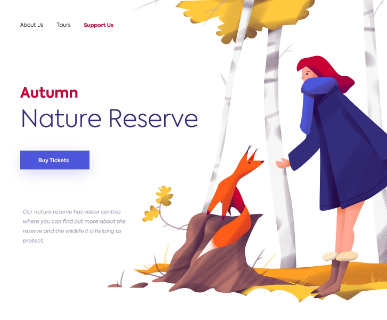 About Us Tours Support Us
Autumn
Nature Reserve
Buy Tickets
Our nature reserve has visitor centres
where you can find out more about the
reserve and the wildlife it is helping to
protect.